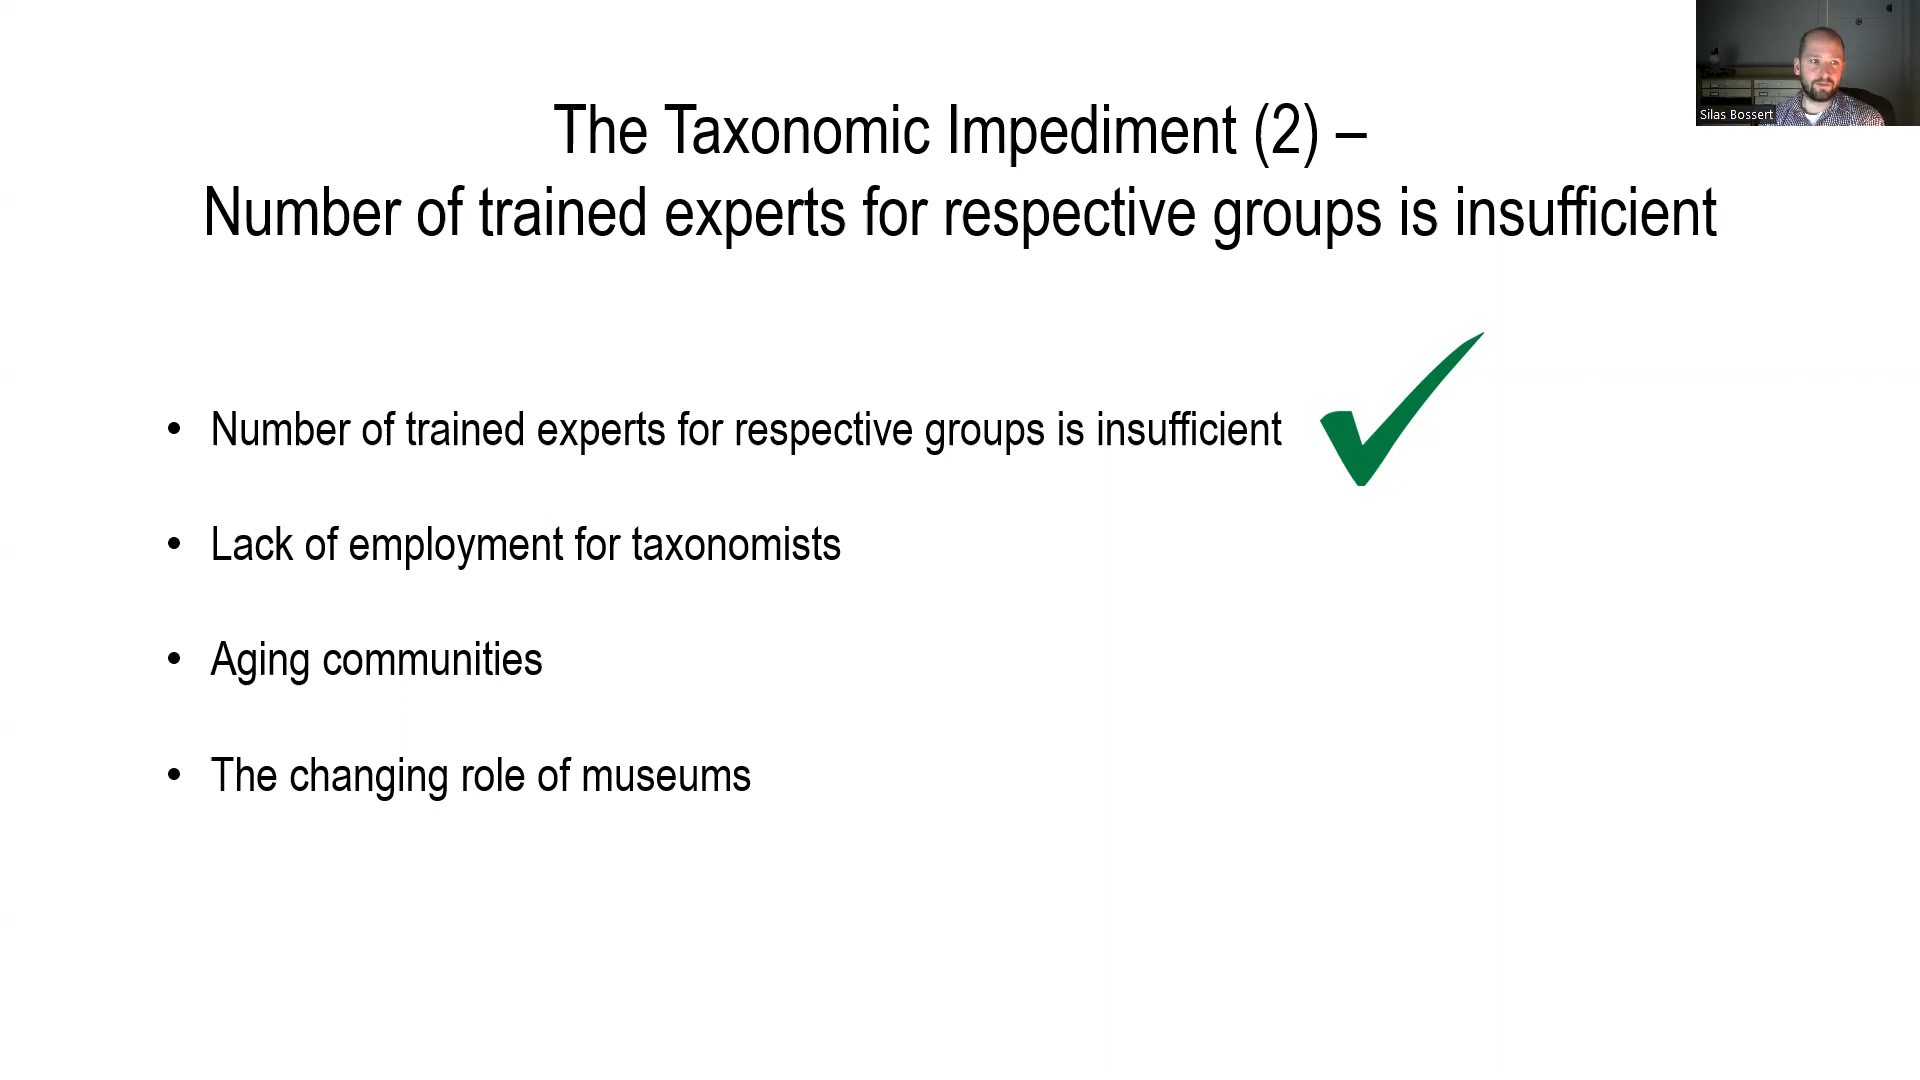 The Taxonomic Impediment (2) –
Number of trained experts for respective groups is insufficient
Silas Bossert
• Number of trained experts for respective groups is insufficient
• Lack of employment for taxonomists
• Aging communities
• The changing role of museums